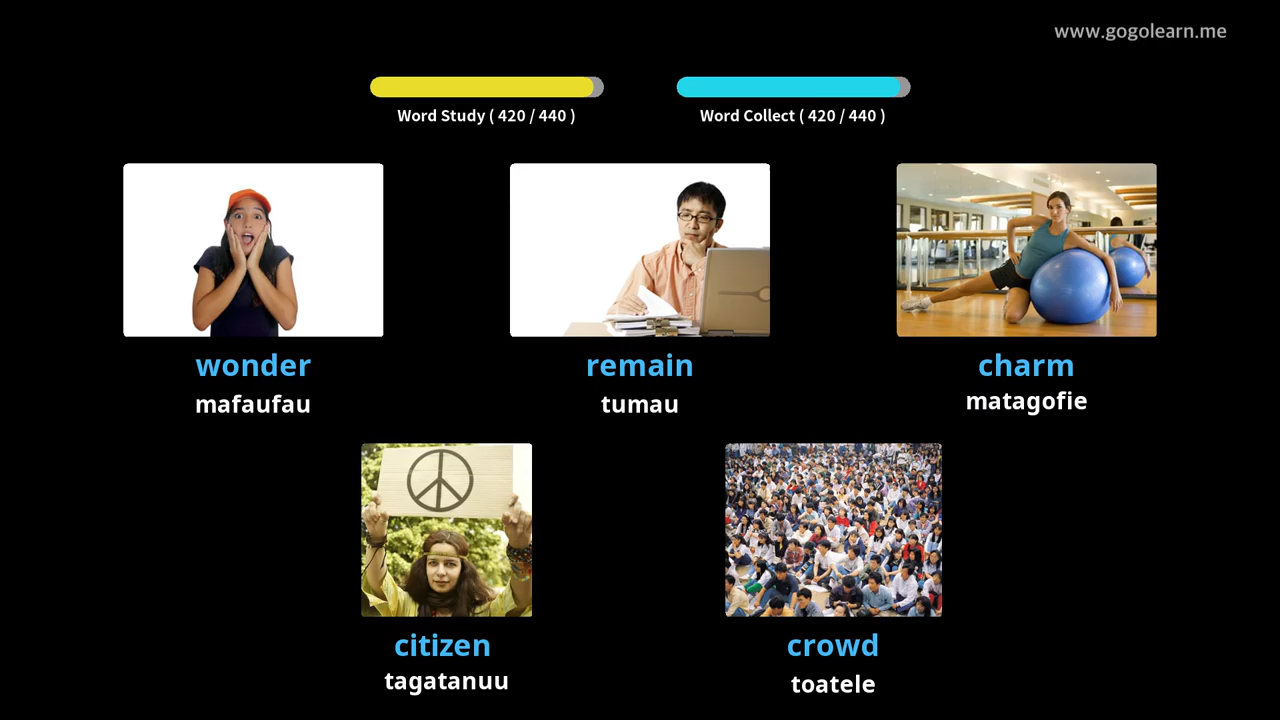 www.gogolearn.me
Word Study ( 420 / 440 )
Word Collect ( 420 / 440 )
wonder
mafaufau
remain
tumau
charm
matagofie
citizen
tagatanuu
crowd
toatele